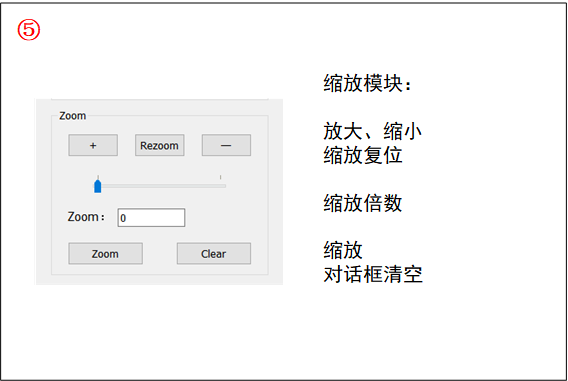 ⑤
缩放模块：
Zoom
+ Rezoom —
放大、缩小
缩放复位
Zoom： 0
缩放倍数
Zoom Clear
缩放
对话框清空